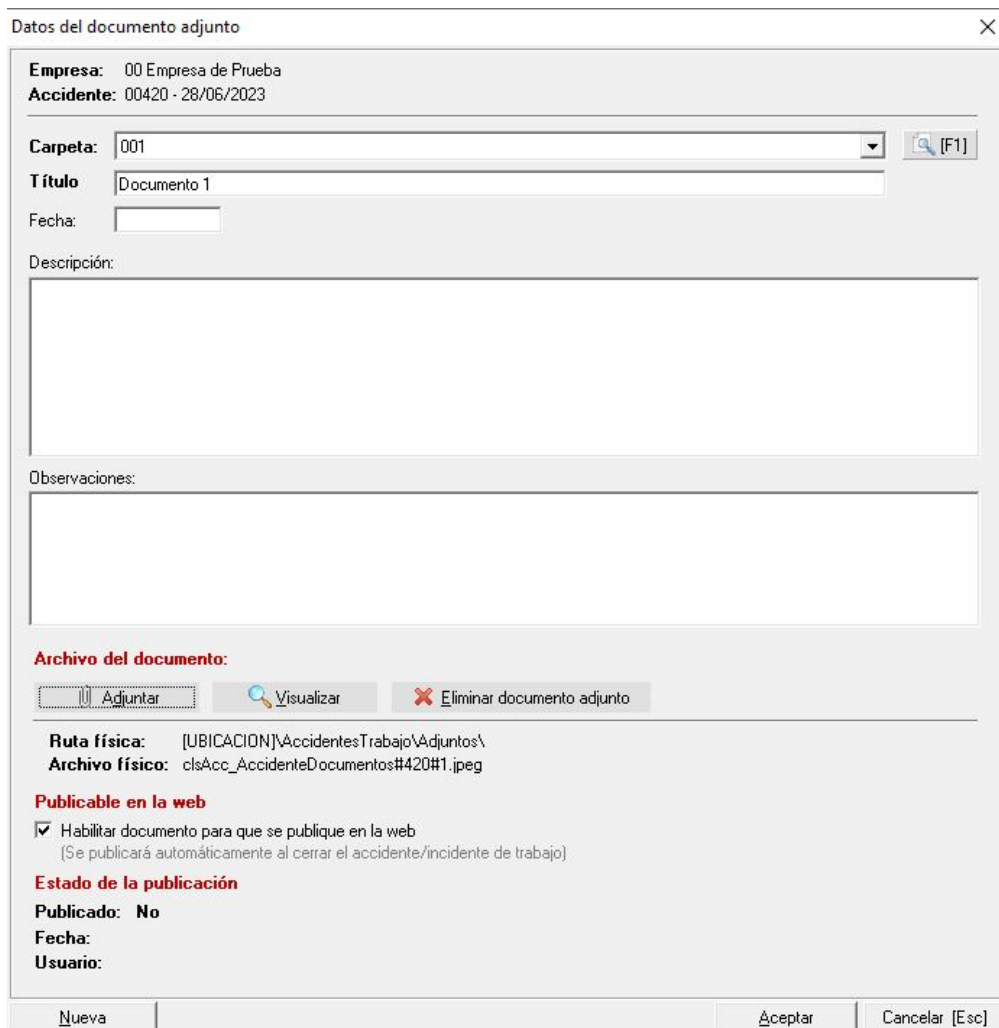 Datos del documento adjunto
Empresa: 00 Empresa de Prueba
Accidente: 00420 - 28/06/2023
Carpeta: 001 [F1]
Título Documento 1
Fecha:
Descripción:
Observaciones:
Archivo del documento:
Adjuntar Visualizar Eliminar documento adjunto
Ruta física: [UBICACION]\AccidentesTrabajo\Adjuntos\
Archivo físico: clsAcc_AccidenteDocumentos#420#1.jpeg
Publicable en la web
Habilitar documento para que se publique en la web
(Se publicará automáticamente al cerrar el accidente/incidente de trabajo)
Estado de la publicación
Publicado: No
Fecha:
Usuario:
Nueva Aceptar Cancelar [Esc]